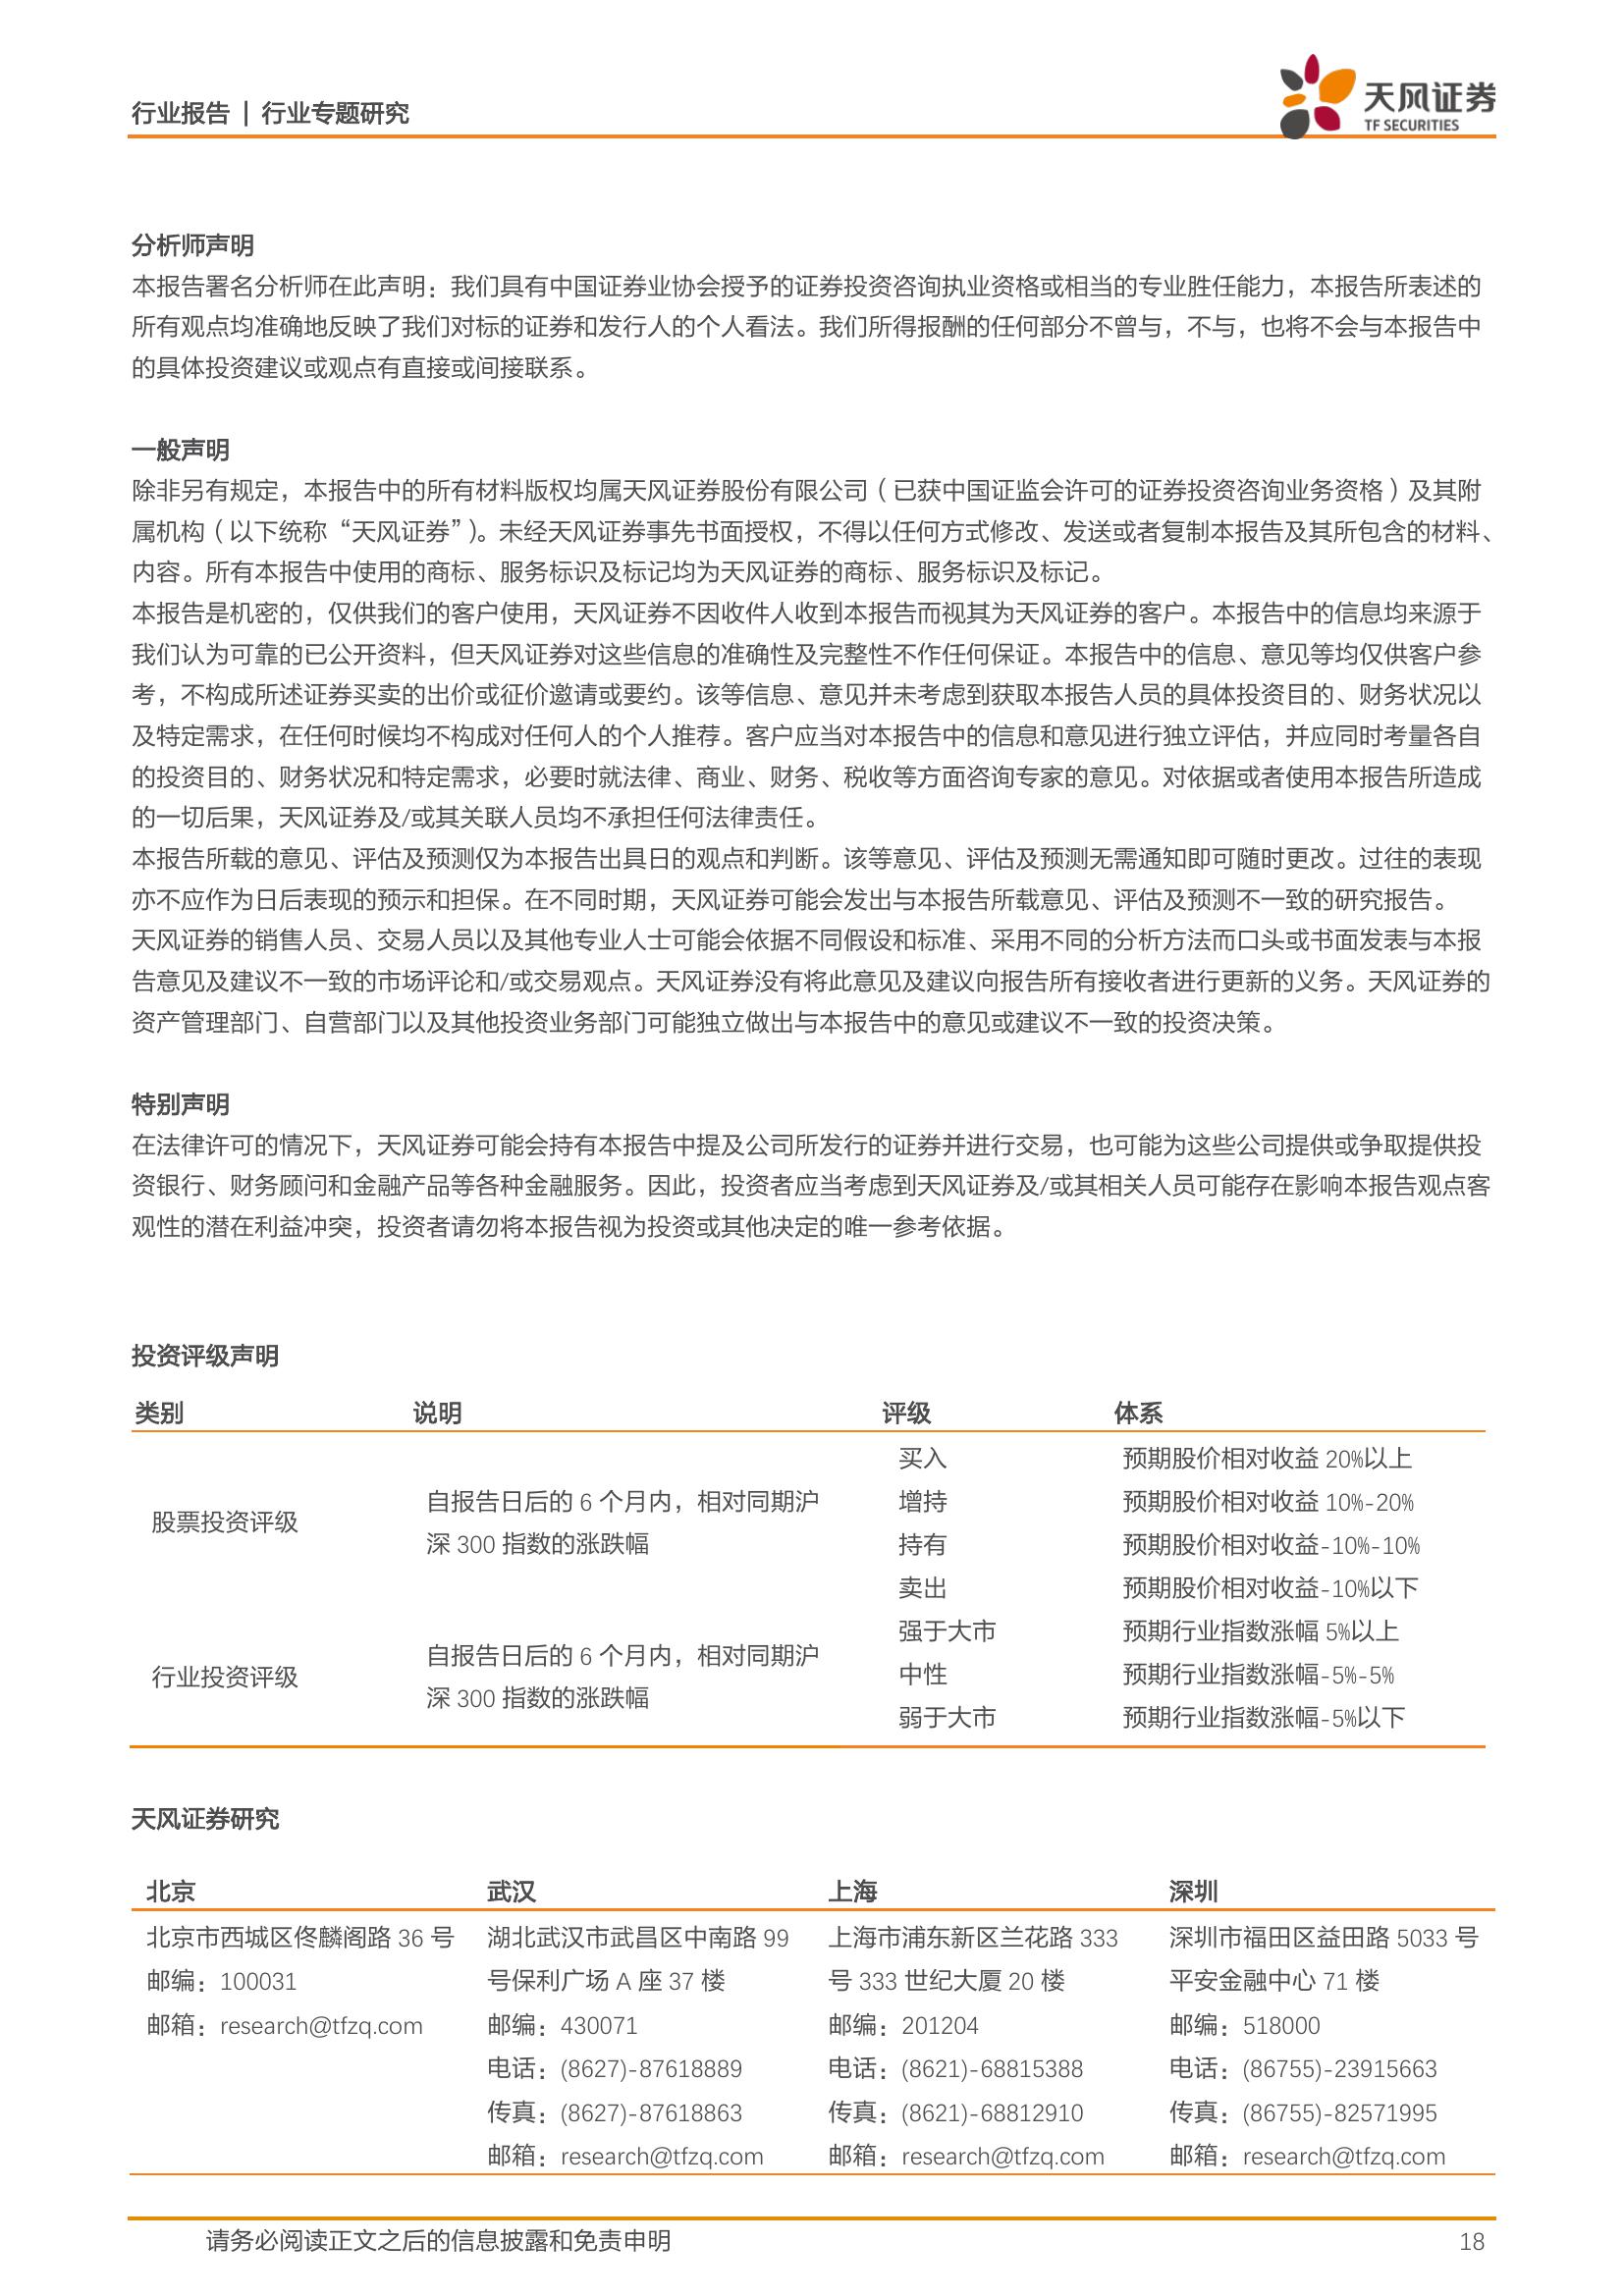 行业报告 | 行业专题研究
天风证券
TF SECURITIES
分析师声明
本报告署名分析师在此声明：我们具有中国证券业协会授予的证券投资咨询执业资格或相当的专业胜任能力，本报告所表述的
所有观点均准确地反映了我们对标的证券和发行人的个人看法。我们所得报酬的任何部分不曾与，不与，也将不会与本报告中
的具体投资建议或观点有直接或间接联系。
一般声明
除非另有规定，本报告中的所有材料版权均属天风证券股份有限公司（已获中国证监会许可的证券投资咨询业务资格）及其附
属机构（以下统称“天风证券”）。未经天风证券事先书面授权，不得以任何方式修改、发送或者复制本报告及其所包含的材料、
内容。所有本报告中使用的商标、服务标识及标记均为天风证券的商标、服务标识及标记。
本报告是机密的，仅供我们的客户使用，天风证券不因收件人收到本报告而视其为天风证券的客户。本报告中的信息均来源于
我们认为可靠的已公开资料，但天风证券对这些信息的准确性及完整性不作任何保证。本报告中的信息、意见等均仅供客户参
考，不构成所述证券买卖的出价或征价邀请或要约。该等信息、意见并未考虑到获取本报告人员的具体投资目的、财务状况以
及特定需求，在任何时候均不构成对任何人的个人推荐。客户应当对本报告中的信息和意见进行独立评估，并应同时考量各自
的投资目的、财务状况和特定需求，必要时就法律、商业、财务、税收等方面咨询专家的意见。对依据或者使用本报告所造成
的一切后果，天风证券及/或其关联人员均不承担任何法律责任。
本报告所载的意见、评估及预测仅为本报告出具日的观点和判断。该等意见、评估及预测无需通知即可随时更改。过往的表现
亦不应作为日后表现的预示和担保。在不同时期，天风证券可能会发出与本报告所载意见、评估及预测不一致的研究报告。
天风证券的销售人员、交易人员以及其他专业人士可能会依据不同假设和标准、采用不同的分析方法而口头或书面发表与本报
告意见及建议不一致的市场评论和/或交易观点。天风证券没有将此意见及建议向报告所有接收者进行更新的义务。天风证券的
资产管理部门、自营部门以及其他投资业务部门可能独立做出与本报告中的意见或建议不一致的投资决策。
特别声明
在法律许可的情况下，天风证券可能会持有本报告中提及公司所发行的证券并进行交易，也可能为这些公司提供或争取提供投
资银行、财务顾问和金融产品等各种金融服务。因此，投资者应当考虑到天风证券及/或其相关人员可能存在影响本报告观点客
观性的潜在利益冲突，投资者请勿将本报告视为投资或其他决定的唯一参考依据。
投资评级声明
类别 说明 评级 体系
股票投资评级
自报告日后的 6 个月内，相对同期沪
深 300 指数的涨跌幅
买入 预期股价相对收益 20%以上
增持 预期股价相对收益 10%-20%
持有 预期股价相对收益-10%-10%
卖出 预期股价相对收益-10%以下
行业投资评级
自报告日后的 6 个月内，相对同期沪
深 300 指数的涨跌幅
强于大市 预期行业指数涨幅 5%以上
中性 预期行业指数涨幅-5%-5%
弱于大市 预期行业指数涨幅-5%以下
天风证券研究
北京
北京市西城区佟麟阁路 36 号
邮编：100031
邮箱：research@tfzq.com
武汉
湖北武汉市武昌区中南路 99
号保利广场 A 座 37 楼
邮编：430071
电话：(8627)-87618889
传真：(8627)-87618863
邮箱：research@tfzq.com
上海
上海市浦东新区兰花路 333
号 333 世纪大厦 20 楼
邮编：201204
电话：(8621)-68815388
传真：(8621)-68812910
邮箱：research@tfzq.com
深圳
深圳市福田区益田路 5033 号
平安金融中心 71 楼
邮编：518000
电话：(86755)-23915663
传真：(86755)-82571995
邮箱：research@tfzq.com
请务必阅读正文之后的信息披露和免责申明 18